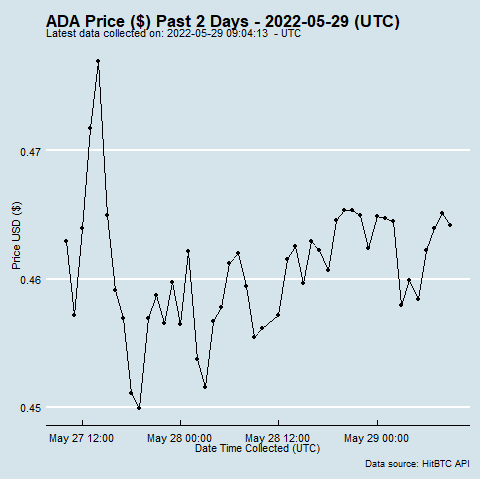 ADA Price ($) Past 2 Days - 2022-05-29 (UTC)
Latest data collected on: 2022-05-29 09:04:13 - UTC
0.47
0.46
0.45
Price USD ($)
May 27 12:00
May 28 00:00
May 28 12:00
May 29 00:00
Date Time Collected (UTC)
Data source: HitBTC API